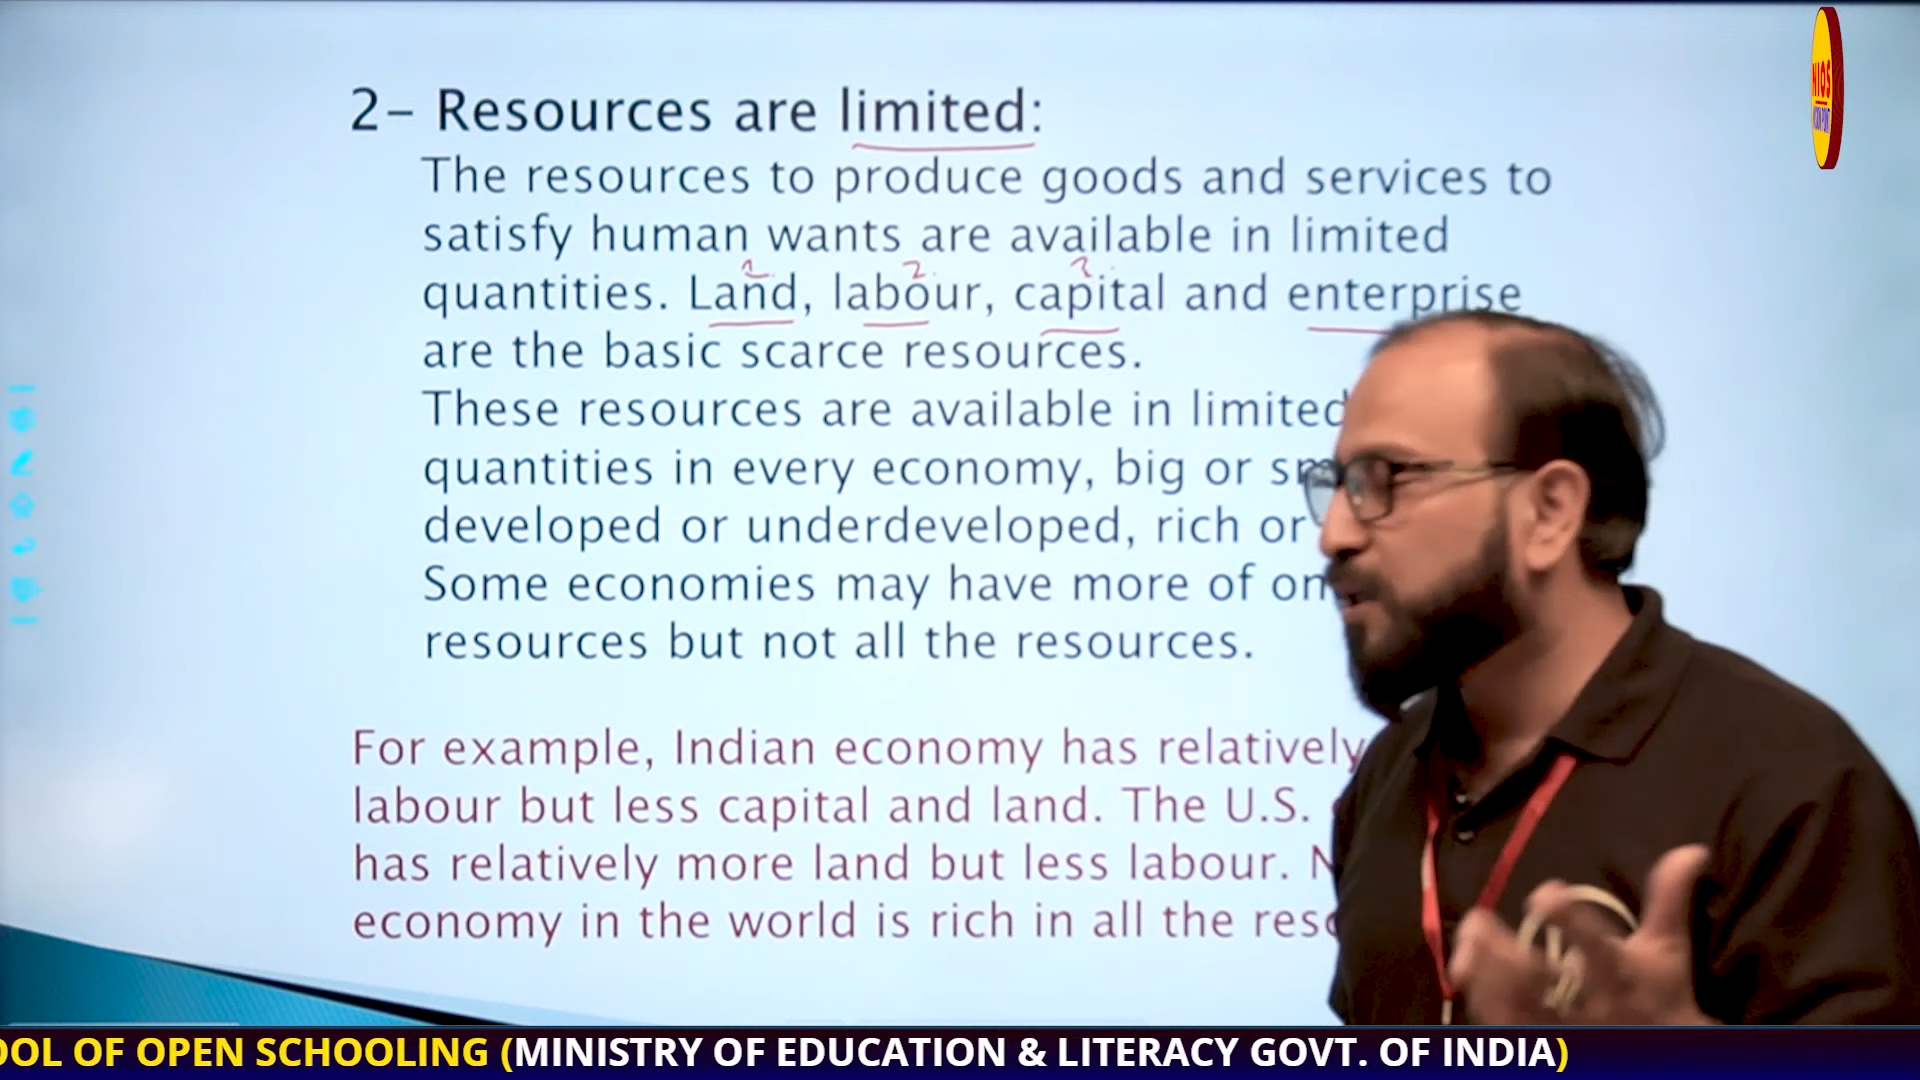 2- Resources are limited:
The resources to produce goods and services to
satisfy human wants are available in limited
quantities. Land, labour, capital and enterprise
are the basic scarce resources.
These resources are available in limited
quantities in every economy, big or
developed or underdeveloped, rich or
Some economies may have more of
resources but not all the resources.
For example, Indian economy has relatively
labour but less capital and land. The U.S.
has relatively more land but less labour.
economy in the world is rich in all the
NIOS
OOL OF OPEN SCHOOLING (MINISTRY OF EDUCATION & LITERACY GOVT. OF INDIA)